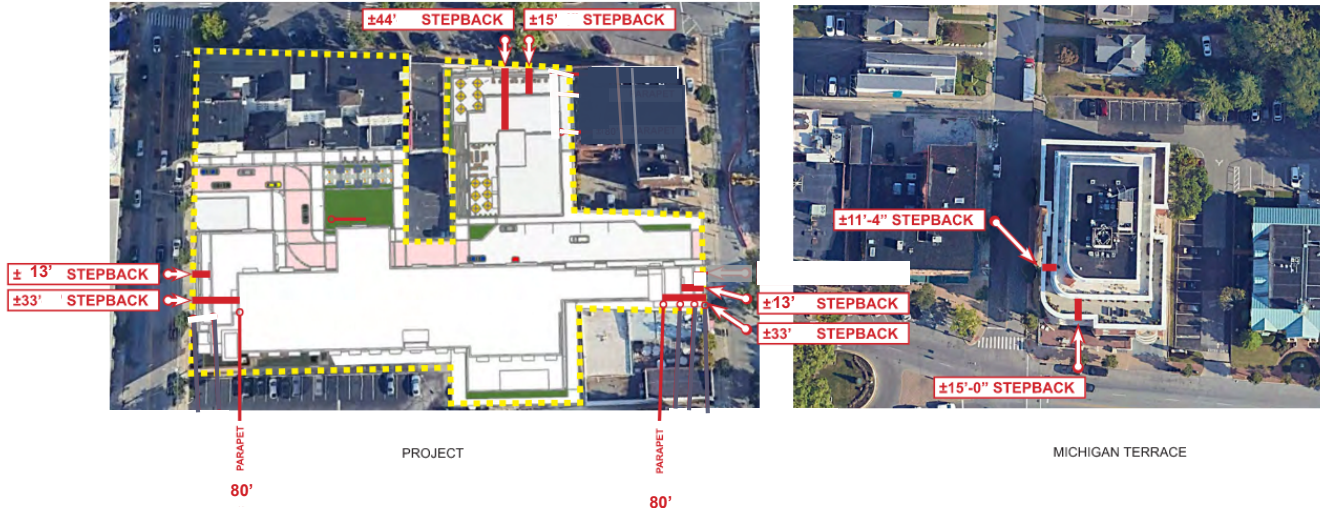 ±44’ STEPBACK
±15’ STEPBACK
±11’-4” STEPBACK
± 13’ STEPBACK
±33’ STEPBACK
±13’ STEPBACK
±33’ STEPBACK
±15’-0” STEPBACK
PARAPET
PARAPET
PROJECT
MICHIGAN TERRACE
80’
80’